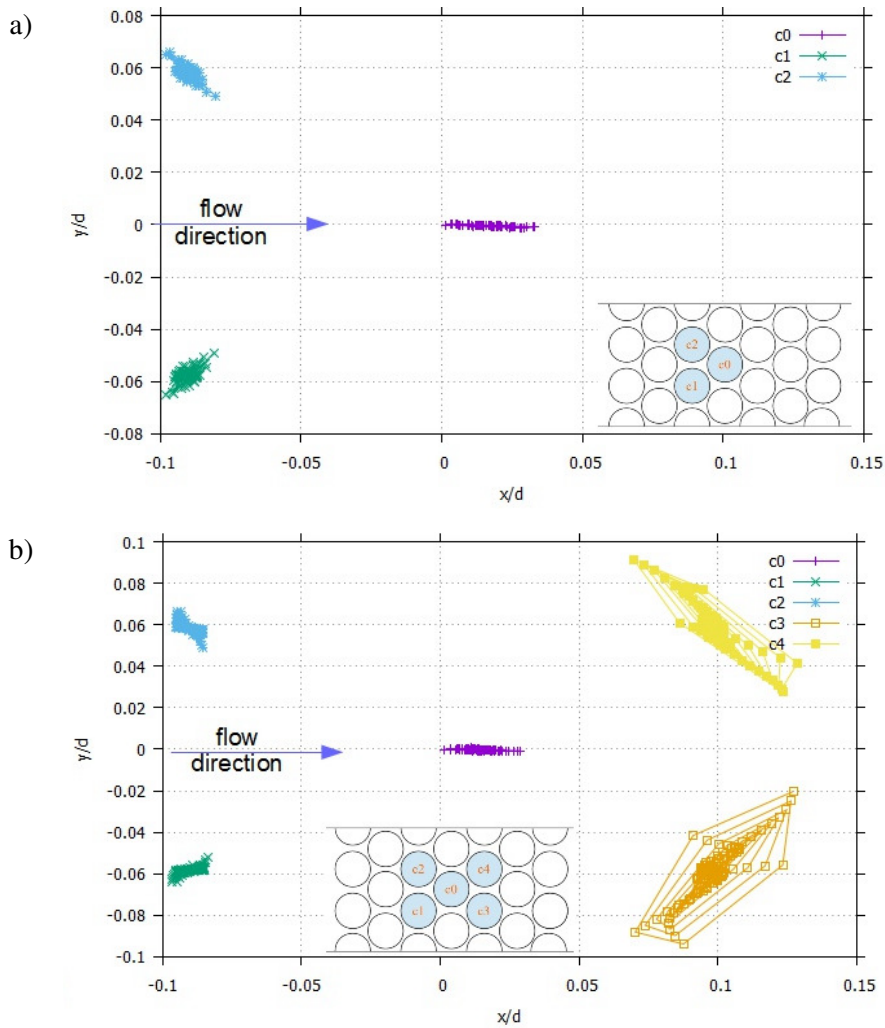 a)
0.08
0.06
0.04
0.02
0
-0.02
-0.04
-0.06
-0.08
y/d
c0
c1
c2
flow
direction
c2
c0
c1
-0.1
-0.05
0
0.05
0.1
0.15
x/d
b)
0.1
0.08
0.06
0.04
0.02
0
-0.02
-0.04
-0.06
-0.08
-0.1
y/d
c0
c1
c2
c3
c4
flow
direction
c2
c4
c0
c1
c3
-0.1
-0.05
0
0.05
0.1
0.15
x/d